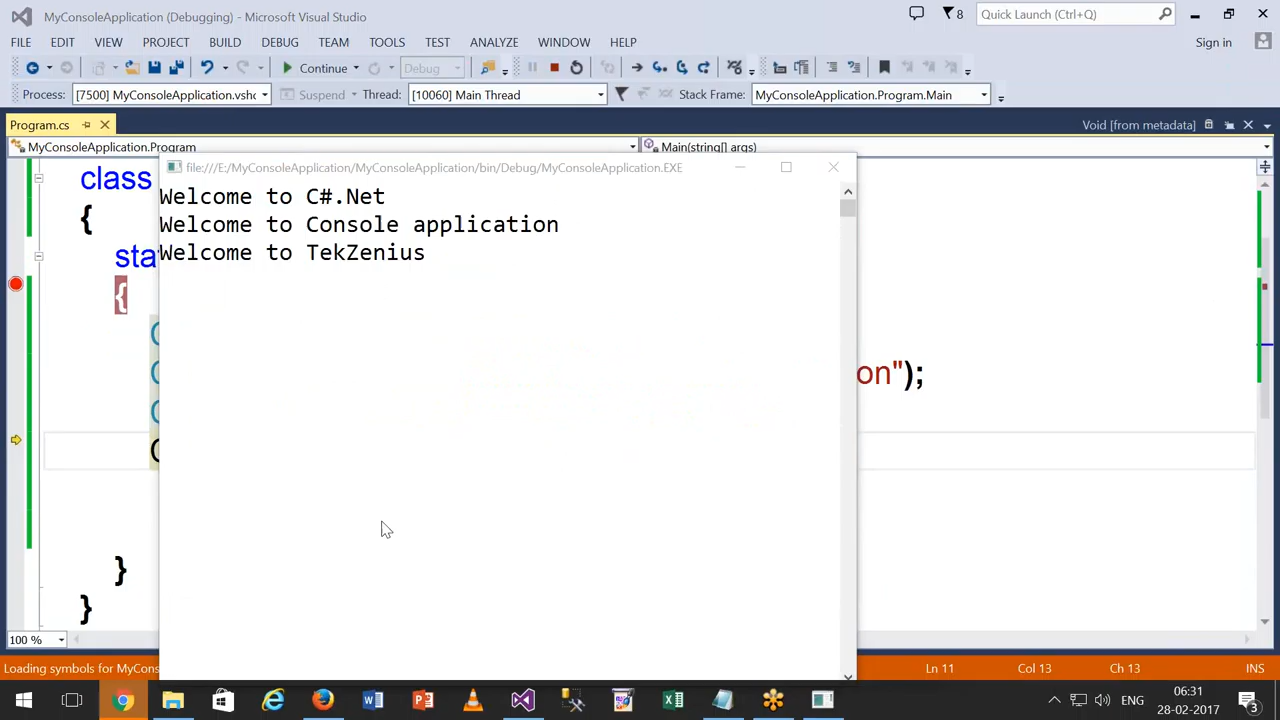 MyConsoleApplication (Debugging) - Microsoft Visual Studio
8
Quick Launch (Ctrl+Q)
FILE EDIT VIEW PROJECT BUILD DEBUG TEAM TOOLS TEST ANALYZE WINDOW HELP
Sign in
Continue Debug
Process: [7500] MyConsoleApplication.vshc Suspend Thread: [10060] Main Thread Stack Frame: MyConsoleApplication.Program.Main
Program.cs
Void [from metadata]
MyConsoleApplication.Program
Main(string[] args)
file:///E:/MyConsoleApplication/MyConsoleApplication/bin/Debug/MyConsoleApplication.EXE
class
{
Welcome to C#.Net
Welcome to Console application
Welcome to TekZenius
{
on");
}
}
100 %
Loading symbols for MyCons
Ln 11 Col 13 Ch 13 INS
ENG
06:31
28-02-2017
3